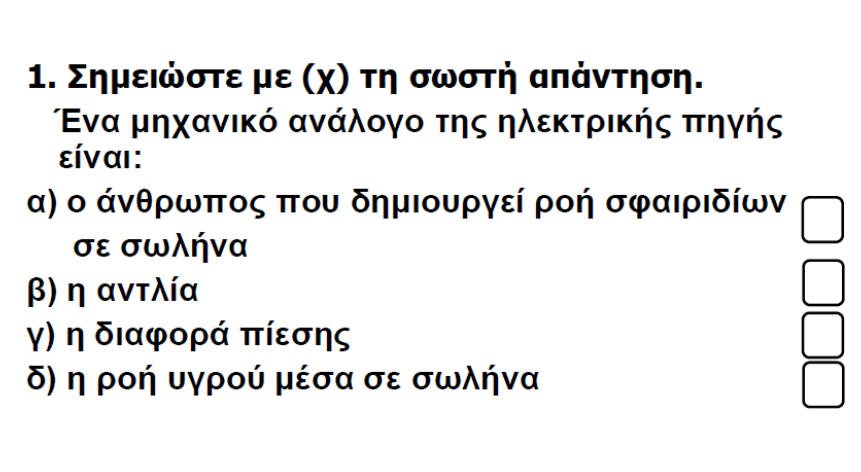 1. Σημειώστε με (χ) τη σωστή απάντηση.
Ένα μηχανικό ανάλογο της ηλεκτρικής πηγής
είναι:
α) ο άνθρωπος που δημιουργεί ροή σφαιριδίων
σε σωλήνα
β) η αντλία
γ) η διαφορά πίεσης
δ) η ροή υγρού μέσα σε σωλήνα